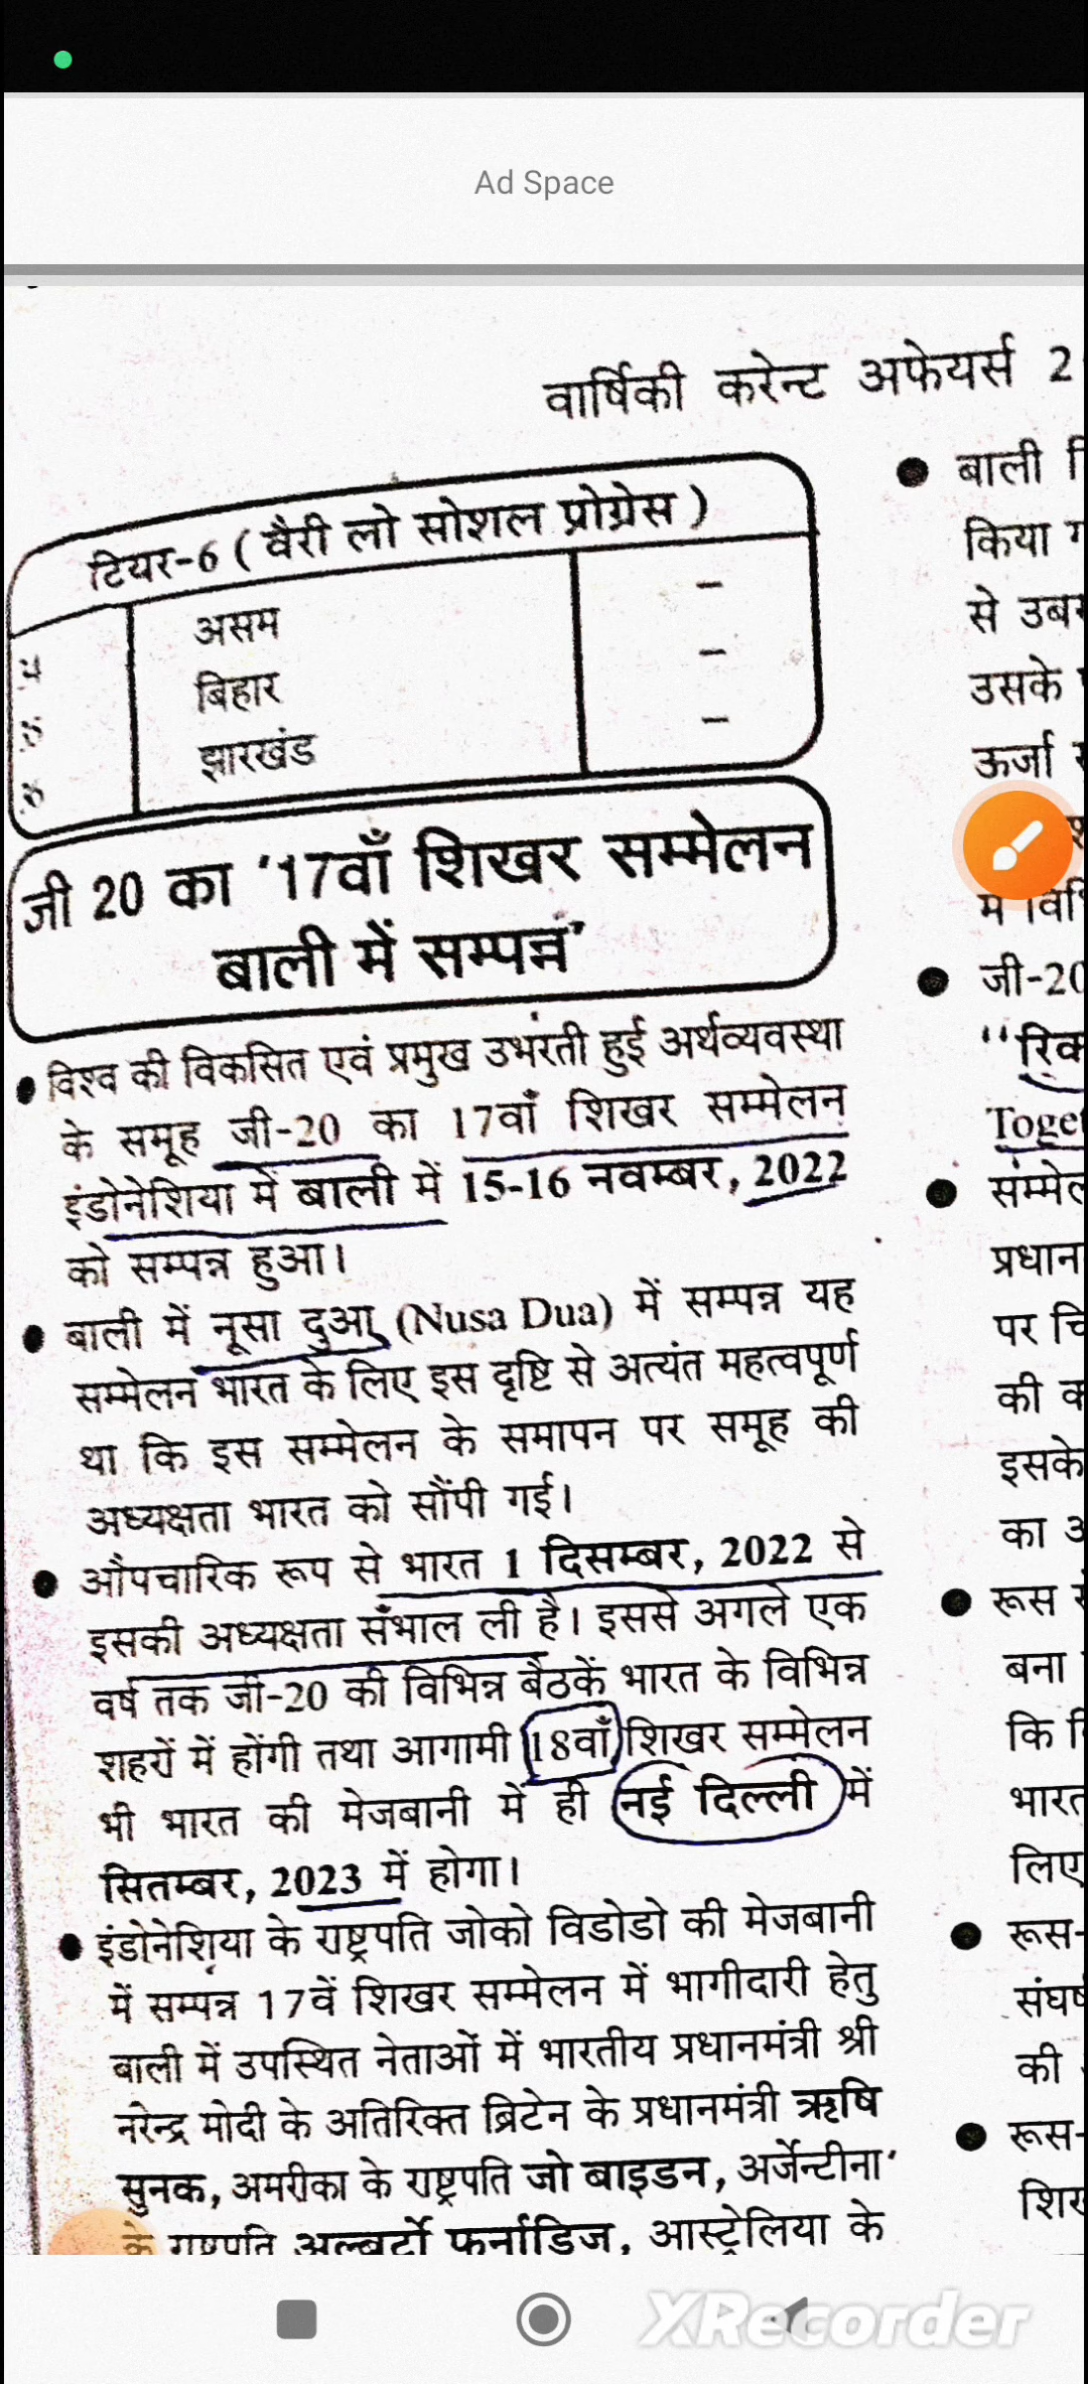 Ad Space
वार्षिकी करेन्ट अफेयर्स 2
टियर-6 ( वैरी लो सोशल प्रोग्रेस )
असम –
बिहार –
झारखंड –
जी 20 का '17वाँ शिखर सम्मेलन
बाली में सम्पन्न'
विश्व की विकसित एवं प्रमुख उभरती हुई अर्थव्यवस्था
के समूह जी-20 का 17वाँ शिखर सम्मेलन
इंडोनेशिया में बाली में 15-16 नवम्बर, 2022
को सम्पन्न हुआ।
बाली में नूसा दुआ (Nusa Dua) में सम्पन्न यह
सम्मेलन भारत के लिए इस दृष्टि से अत्यंत महत्वपूर्ण
था कि इस सम्मेलन के समापन पर समूह की
अध्यक्षता भारत को सौंपी गई।
औपचारिक रूप से भारत 1 दिसम्बर, 2022 से
इसकी अध्यक्षता सँभाल ली है। इससे अगले एक
वर्ष तक जी-20 की विभिन्न बैठकें भारत के विभिन्न
शहरों में होंगी तथा आगामी 18वाँ शिखर सम्मेलन
भी भारत की मेजबानी में ही नई दिल्ली में
सितम्बर, 2023 में होगा।
इंडोनेशिया के राष्ट्रपति जोको विडोडो की मेजबानी
में सम्पन्न 17वें शिखर सम्मेलन में भागीदारी हेतु
बाली में उपस्थित नेताओं में भारतीय प्रधानमंत्री श्री
नरेन्द्र मोदी के अतिरिक्त ब्रिटेन के प्रधानमंत्री ऋषि
सुनक, अमरीका के राष्ट्रपति जो बाइडन, अर्जेन्टीना
के राष्ट्रपति अल्बर्टो फर्नांडिज, आस्ट्रेलिया के
बाली
किया
से
उसके
ऊर्जा
जी-20
पर
की
इसके
का
रूस
बना
कि
लिए
रूस-
की
रूस-
XRecorder